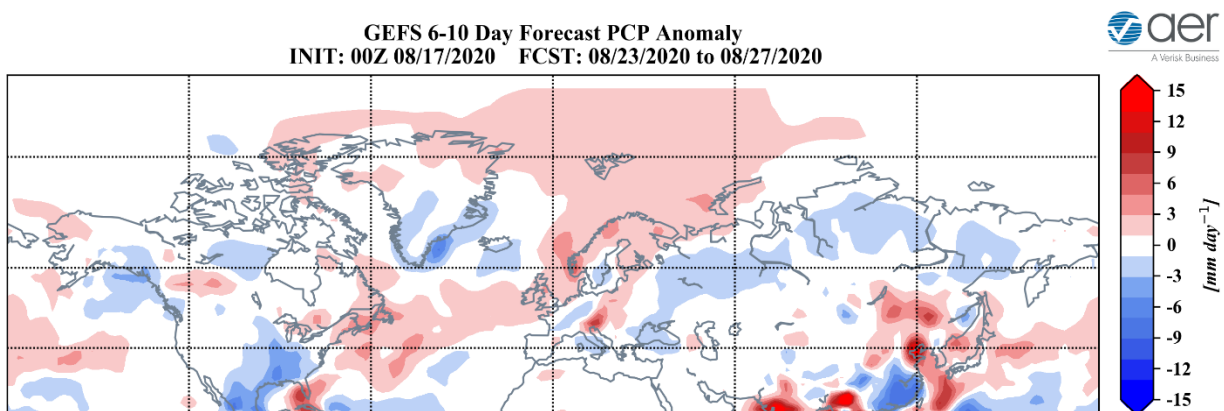 GEFS 6-10 Day Forecast PCP Anomaly
INIT: 00Z 08/17/2020 FCST: 08/23/2020 to 08/27/2020
aer
A Verisk Business
15
12
9
6
3
0
-3
-6
-9
-12
-15
[mm day−1]